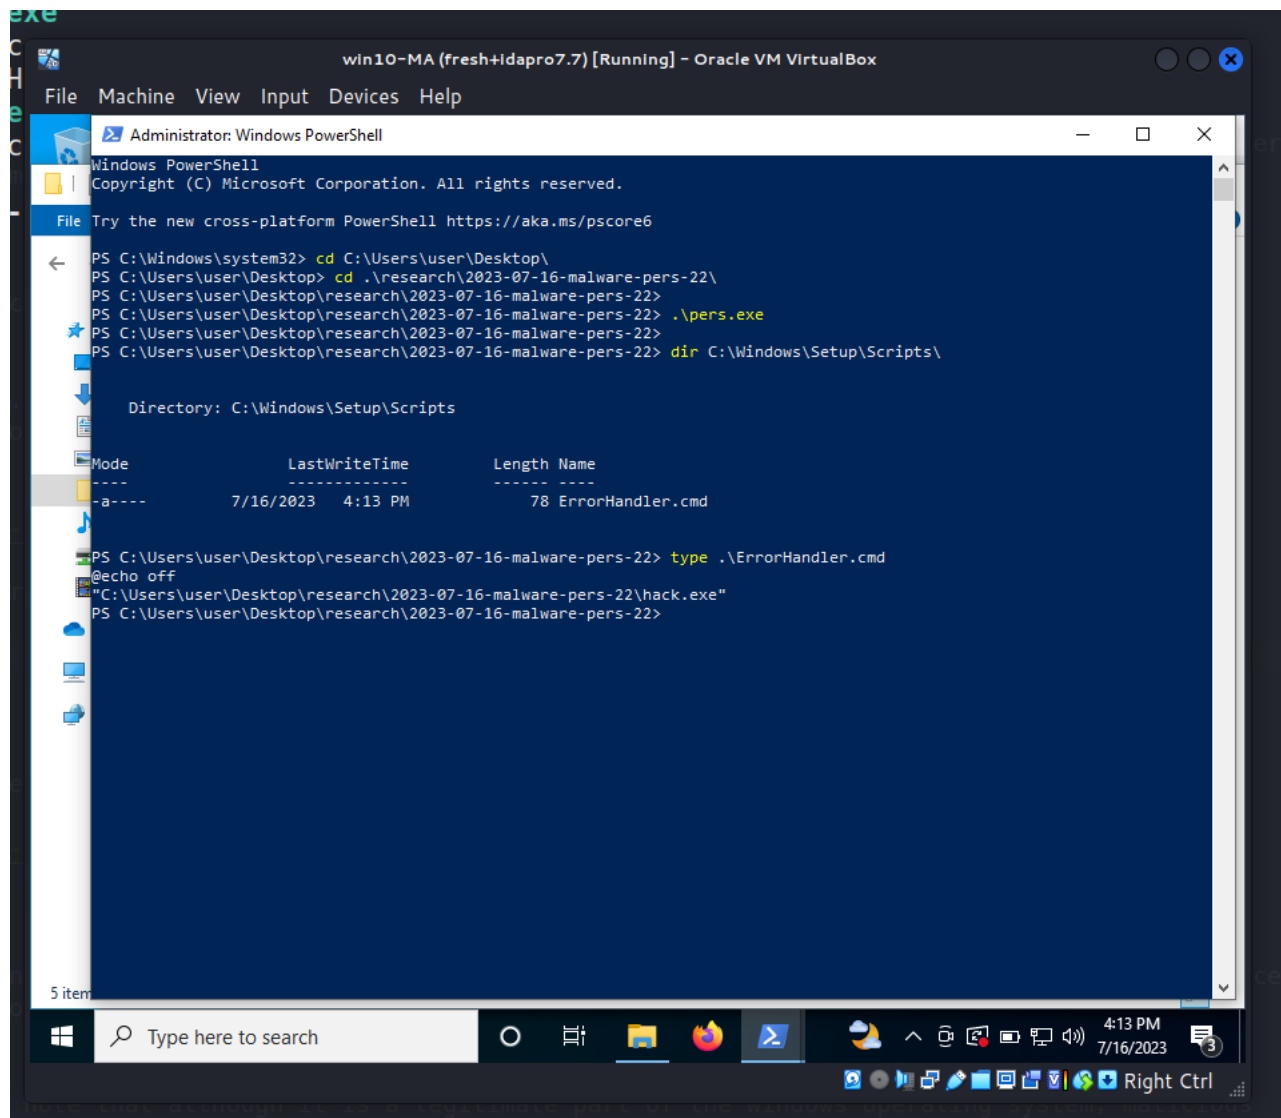 exe
win10-MA (fresh+idapro7.7) [Running] - Oracle VM VirtualBox
File Machine View Input Devices Help
Administrator: Windows PowerShell
Windows PowerShell
Copyright (C) Microsoft Corporation. All rights reserved.
File
Try the new cross-platform PowerShell https://aka.ms/pscore6
PS C:\Windows\system32> cd C:\Users\user\Desktop\
PS C:\Users\user\Desktop> cd .\research\2023-07-16-malware-pers-22\
PS C:\Users\user\Desktop\research\2023-07-16-malware-pers-22>
PS C:\Users\user\Desktop\research\2023-07-16-malware-pers-22> .\pers.exe
PS C:\Users\user\Desktop\research\2023-07-16-malware-pers-22>
PS C:\Users\user\Desktop\research\2023-07-16-malware-pers-22> dir C:\Windows\Setup\Scripts\
Directory: C:\Windows\Setup\Scripts
Mode LastWriteTime Length Name
---- ------------- ------ ----
-a---- 7/16/2023 4:13 PM 78 ErrorHandler.cmd
PS C:\Users\user\Desktop\research\2023-07-16-malware-pers-22> type .\ErrorHandler.cmd
@echo off
"C:\Users\user\Desktop\research\2023-07-16-malware-pers-22\hack.exe"
PS C:\Users\user\Desktop\research\2023-07-16-malware-pers-22>
5 item
Type here to search
4:13 PM
7/16/2023
3
Right Ctrl